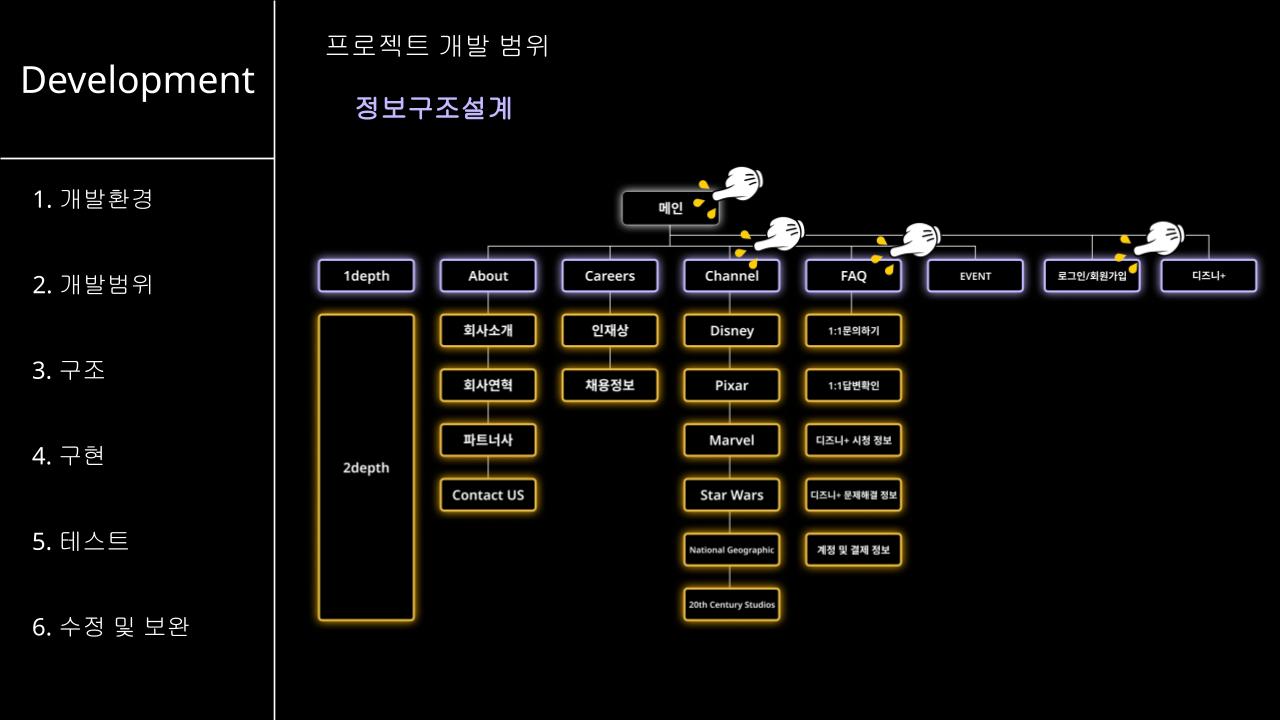 Development
1. 개발환경
2. 개발범위
3. 구조
4. 구현
5. 테스트
6. 수정 및 보완
프로젝트 개발 범위
정보구조설계
메인
1depth
About
Careers
Channel
FAQ
EVENT
로그인/회원가입
디즈니+
2depth
회사소개
회사연혁
파트너사
Contact US
인재상
채용정보
Disney
Pixar
Marvel
Star Wars
National Geographic
20th Century Studios
1:1문의하기
1:1답변확인
디즈니+ 시청 정보
디즈니+ 문제해결 정보
계정 및 결제 정보